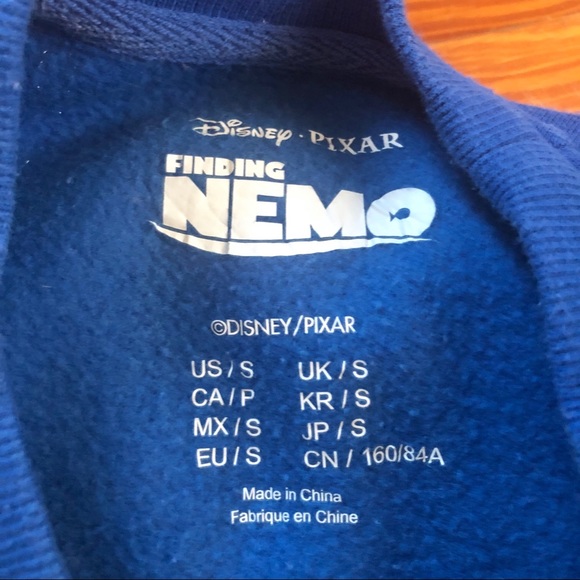 Disney · PIXAR
FINDING
NEMO
©DISNEY/PIXAR
US / S UK / S
CA / P KR / S
MX / S JP / S
EU / S CN / 160/84A
Made in China
Fabrique en Chine